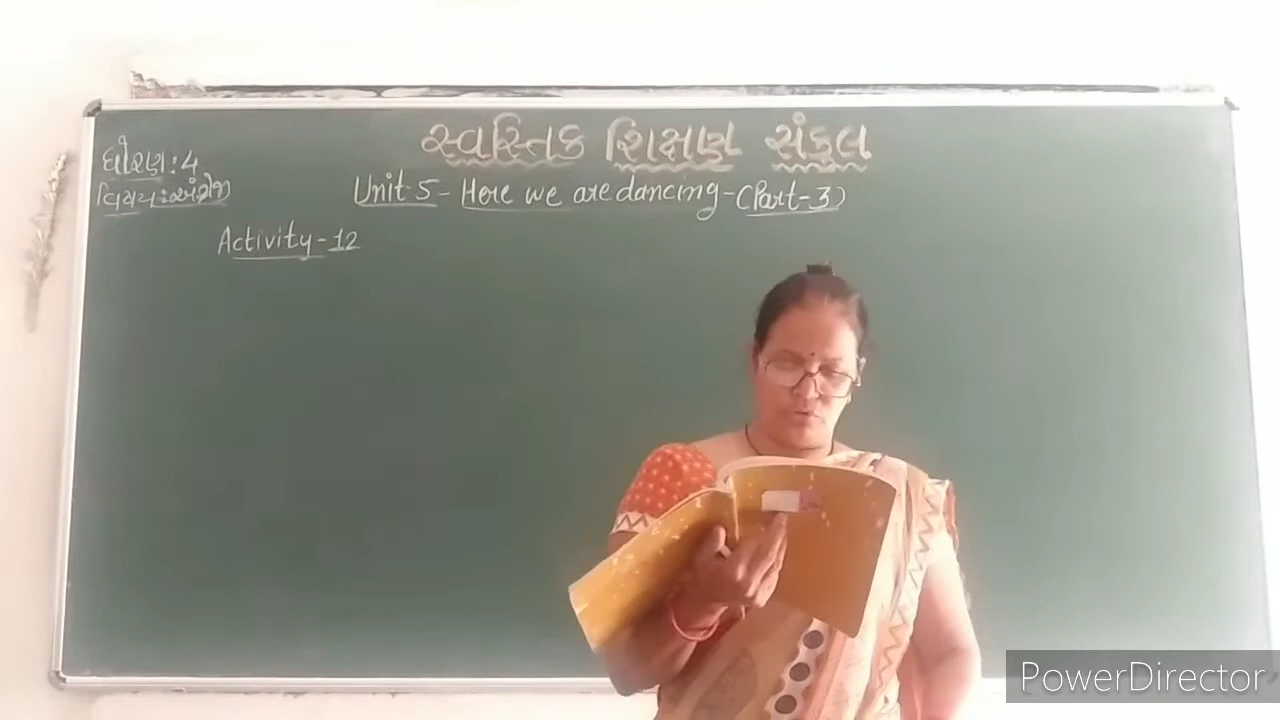 સ્વસ્તિક શિક્ષણ સંકુલ
ધોરણ : 4
વિષય : અંગ્રેજી
Unit-5 - Here we are dancing - (Part-3)
Activity - 12
PowerDirector